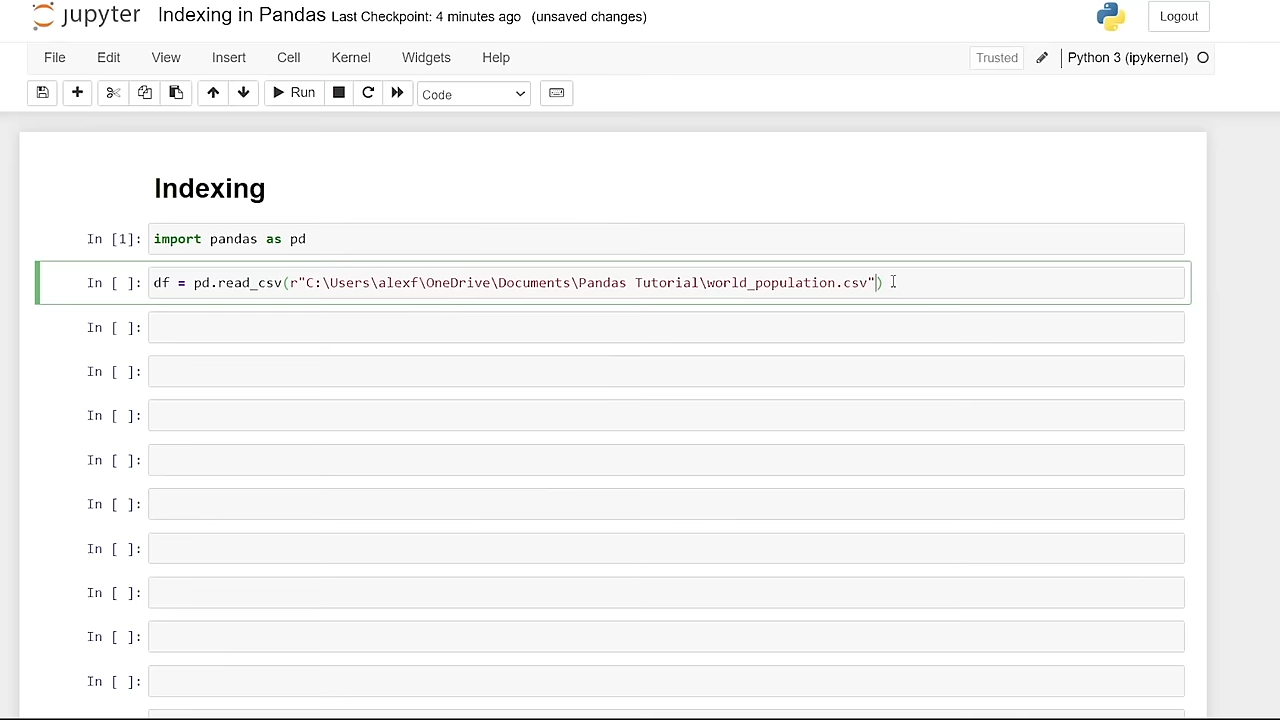 jupyter Indexing in Pandas Last Checkpoint: 4 minutes ago (unsaved changes) Logout
File Edit View Insert Cell Kernel Widgets Help Trusted Python 3 (ipykernel)
Run Code
Indexing
In [1]: import pandas as pd
In [ ]: df = pd.read_csv(r"C:\Users\alexf\OneDrive\Documents\Pandas Tutorial\world_population.csv")
In [ ]:
In [ ]:
In [ ]:
In [ ]:
In [ ]:
In [ ]:
In [ ]:
In [ ]:
In [ ]: